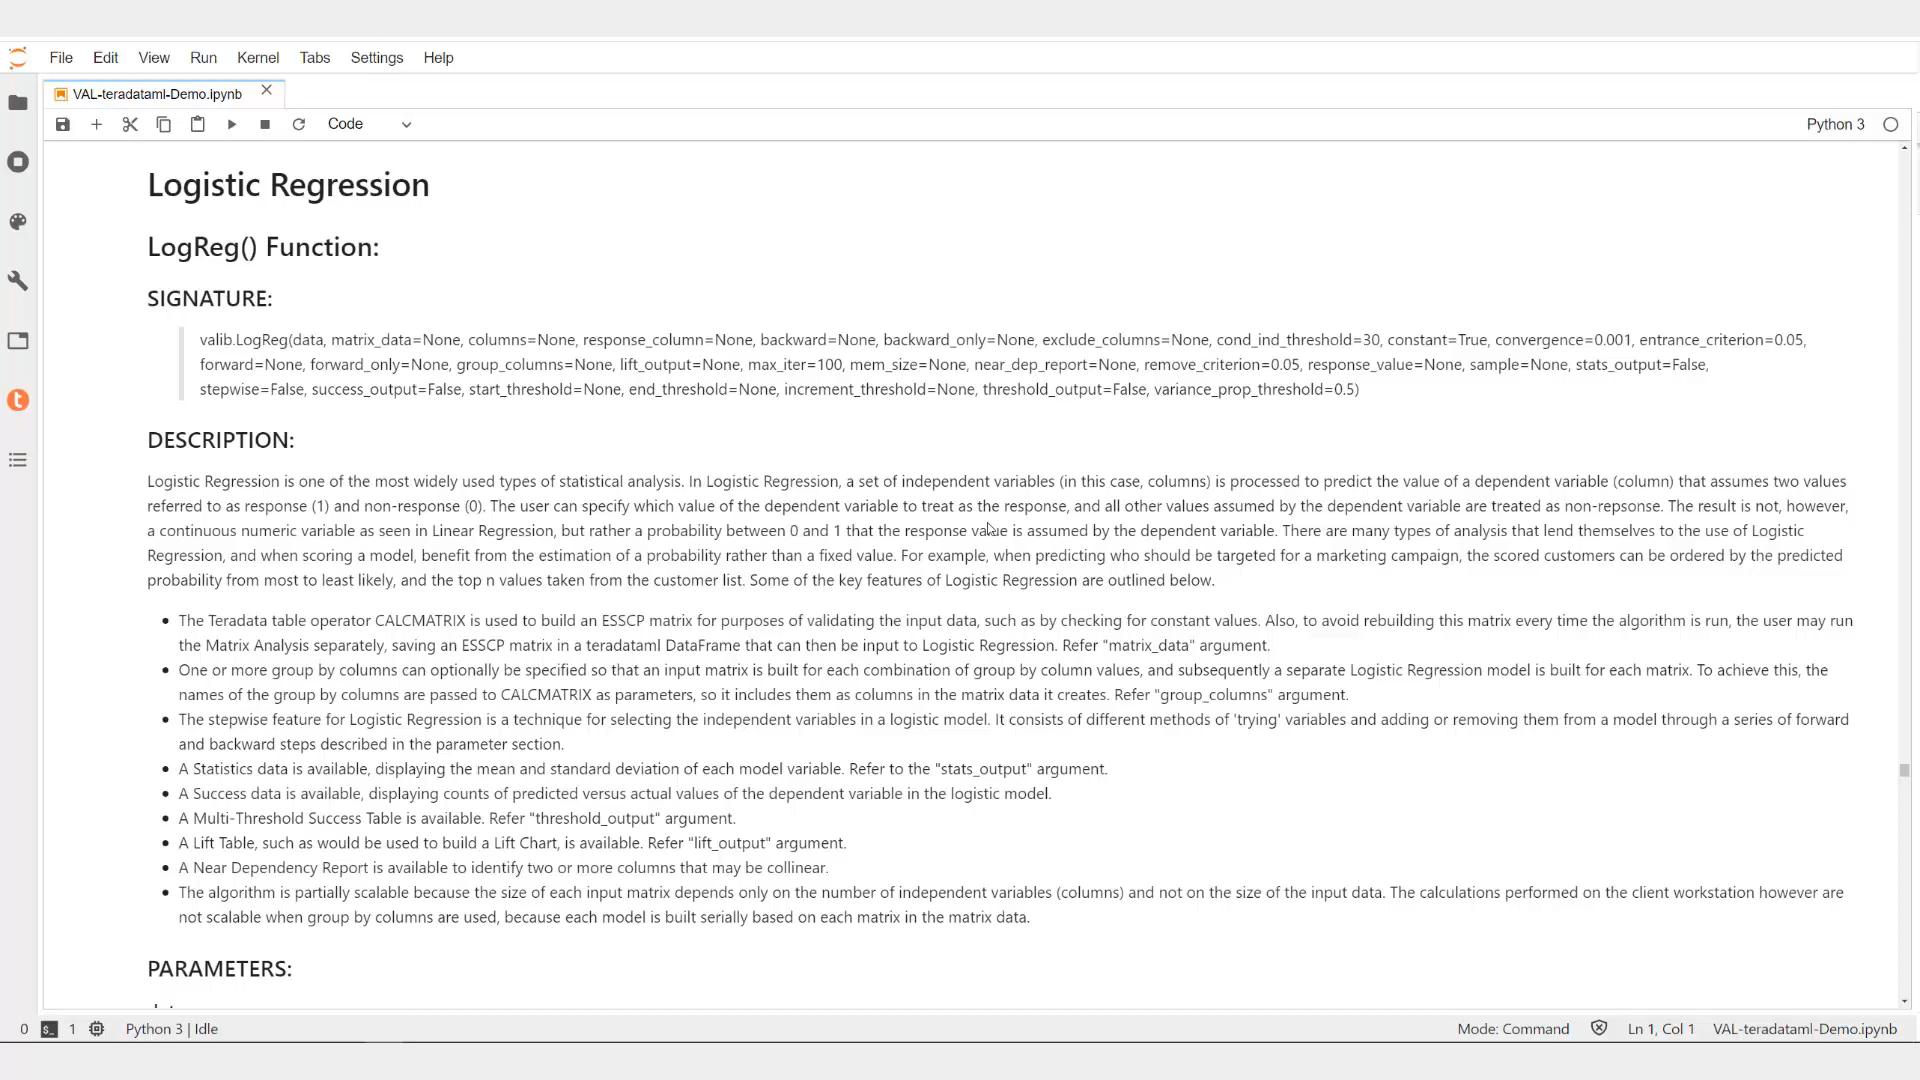 File Edit View Run Kernel Tabs Settings Help
VAL-teradataml-Demo.ipynb
Code
Python 3
Logistic Regression
LogReg() Function:
SIGNATURE:
valib.LogReg(data, matrix_data=None, columns=None, response_column=None, backward=None, backward_only=None, exclude_columns=None, cond_ind_threshold=30, constant=True, convergence=0.001, entrance_criterion=0.05,
forward=None, forward_only=None, group_columns=None, lift_output=None, max_iter=100, mem_size=None, near_dep_report=None, remove_criterion=0.05, response_value=None, sample=None, stats_output=False,
stepwise=False, success_output=False, start_threshold=None, end_threshold=None, increment_threshold=None, threshold_output=False, variance_prop_threshold=0.5)
DESCRIPTION:
Logistic Regression is one of the most widely used types of statistical analysis. In Logistic Regression, a set of independent variables (in this case, columns) is processed to predict the value of a dependent variable (column) that assumes two values
referred to as response (1) and non-response (0). The user can specify which value of the dependent variable to treat as the response, and all other values assumed by the dependent variable are treated as non-repsonse. The result is not, however,
a continuous numeric variable as seen in Linear Regression, but rather a probability between 0 and 1 that the response value is assumed by the dependent variable. There are many types of analysis that lend themselves to the use of Logistic
Regression, and when scoring a model, benefit from the estimation of a probability rather than a fixed value. For example, when predicting who should be targeted for a marketing campaign, the scored customers can be ordered by the predicted
probability from most to least likely, and the top n values taken from the customer list. Some of the key features of Logistic Regression are outlined below.
• The Teradata table operator CALCMATRIX is used to build an ESSCP matrix for purposes of validating the input data, such as by checking for constant values. Also, to avoid rebuilding this matrix every time the algorithm is run, the user may run
the Matrix Analysis separately, saving an ESSCP matrix in a teradataml DataFrame that can then be input to Logistic Regression. Refer "matrix_data" argument.
• One or more group by columns can optionally be specified so that an input matrix is built for each combination of group by column values, and subsequently a separate Logistic Regression model is built for each matrix. To achieve this, the
names of the group by columns are passed to CALCMATRIX as parameters, so it includes them as columns in the matrix data it creates. Refer "group_columns" argument.
• The stepwise feature for Logistic Regression is a technique for selecting the independent variables in a logistic model. It consists of different methods of 'trying' variables and adding or removing them from a model through a series of forward
and backward steps described in the parameter section.
• A Statistics data is available, displaying the mean and standard deviation of each model variable. Refer to the "stats_output" argument.
• A Success data is available, displaying counts of predicted versus actual values of the dependent variable in the logistic model.
• A Multi-Threshold Success Table is available. Refer "threshold_output" argument.
• A Lift Table, such as would be used to build a Lift Chart, is available. Refer "lift_output" argument.
• A Near Dependency Report is available to identify two or more columns that may be collinear.
• The algorithm is partially scalable because the size of each input matrix depends only on the number of independent variables (columns) and not on the size of the input data. The calculations performed on the client workstation however are
not scalable when group by columns are used, because each model is built serially based on each matrix in the matrix data.
PARAMETERS:
0 $_ 1 Python 3 | Idle Mode: Command Ln 1, Col 1 VAL-teradataml-Demo.ipynb